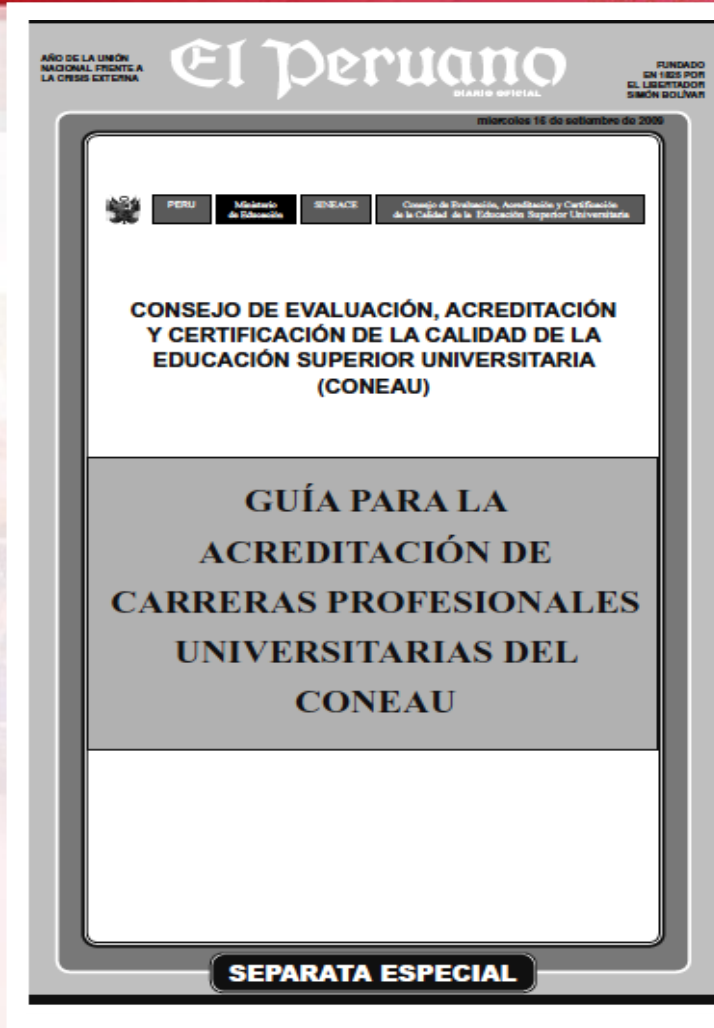 AÑO DE LA UNIÓN
NACIONAL FRENTE A
LA CRISIS EXTERNA
El Peruano
DIARIO OFICIAL
FUNDADO
EN 1825 POR
EL LIBERTADOR
SIMÓN BOLÍVAR
miercoles 16 de setiembre de 2009
PERU
Ministerio
de Educación
SINEACE
Consejo de Evaluación, Acreditación y Certificación
de la Calidad de la Educación Superior Universitaria
CONSEJO DE EVALUACIÓN, ACREDITACIÓN
Y CERTIFICACIÓN DE LA CALIDAD DE LA
EDUCACIÓN SUPERIOR UNIVERSITARIA
(CONEAU)
GUÍA PARA LA
ACREDITACIÓN DE
CARRERAS PROFESIONALES
UNIVERSITARIAS DEL
CONEAU
SEPARATA ESPECIAL